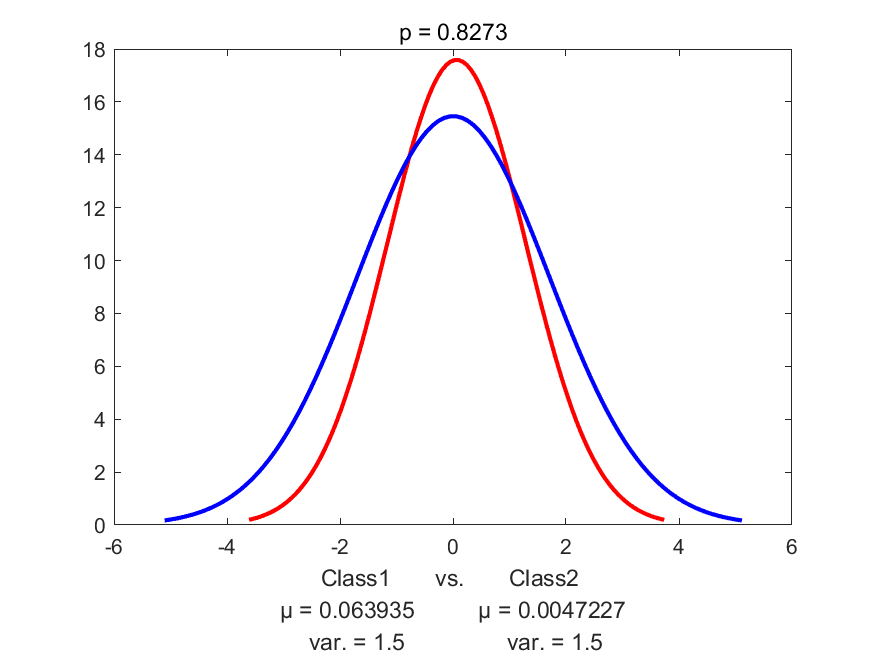 p = 0.8273
18
16
14
12
10
8
6
4
2
0
-6 -4 -2 0 2 4 6
Class1 vs. Class2
μ = 0.063935 μ = 0.0047227
var. = 1.5 var. = 1.5